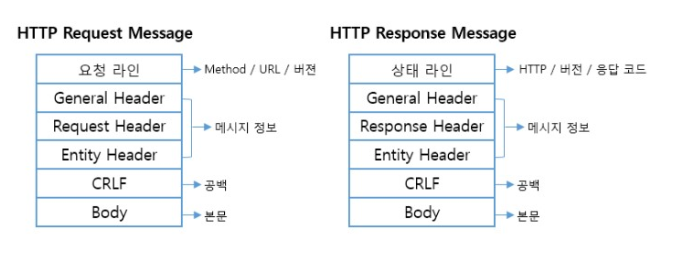 HTTP Request Message
요청 라인
Method / URL / 버젼
General Header
Request Header
메시지 정보
Entity Header
CRLF
공백
Body
본문
HTTP Response Message
상태 라인
HTTP / 버전 / 응답 코드
General Header
Response Header
메시지 정보
Entity Header
CRLF
공백
Body
본문